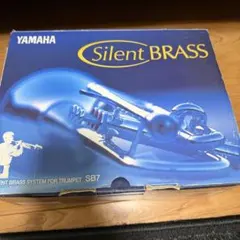 YAMAHA
Silent BRASS
ENT BRASS SYSTEM FOR TRUMPET SB7